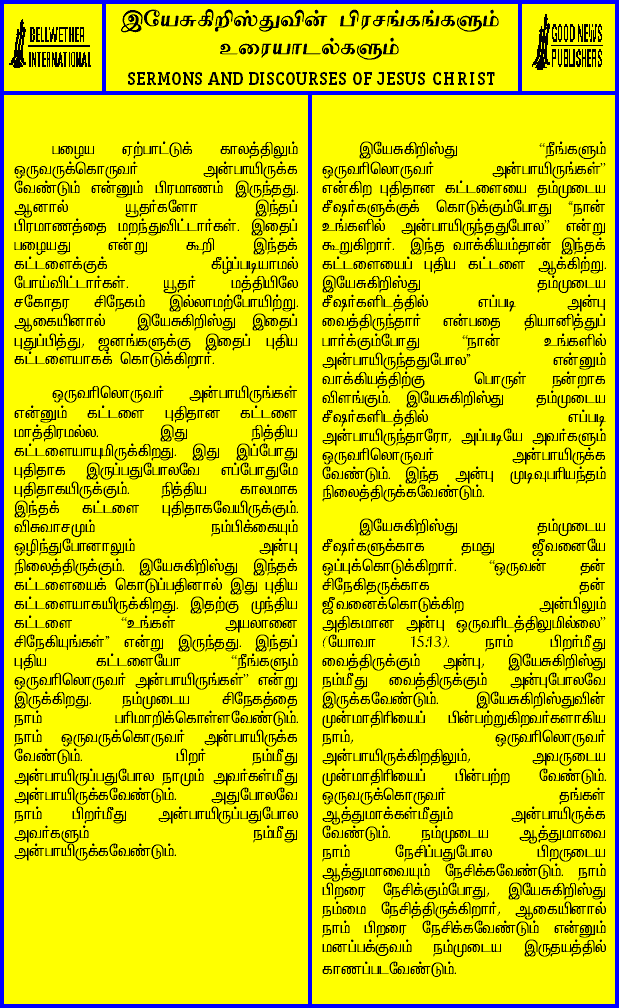 BELLWETHER
INTERNATIONAL
இயேசுகிறிஸ்துவின் பிரசங்கங்களும்
உரையாடல்களும்
SERMONS AND DISCOURSES OF JESUS CHRIST
GOOD NEWS
PUBLISHERS
பழைய ஏற்பாட்டுக் காலத்திலும்
ஒருவருக்கொருவர் அன்பாயிருக்க
வேண்டும் என்னும் பிரமாணம் இருந்தது.
ஆனால் யூதர்களோ இந்தப்
பிரமாணத்தை மறந்துவிட்டார்கள். இதைப்
பழையது என்று கூறி இந்தக்
கட்டளைக்குக் கீழ்ப்படியாமல்
போய்விட்டார்கள். யூதர் மத்தியிலே
சகோதர சிநேகம் இல்லாமற்போயிற்று.
ஆகையினால் இயேசுகிறிஸ்து இதைப்
புதுப்பித்து, ஜனங்களுக்கு இதைப் புதிய
கட்டளையாகக் கொடுக்கிறார்.
ஒருவரிலொருவர் அன்பாயிருங்கள்
என்னும் கட்டளை புதிதான கட்டளை
மாத்திரமல்ல. இது நித்திய
கட்டளையாயுமிருக்கிறது. இது இப்போது
புதிதாக இருப்பதுபோலவே எப்போதுமே
புதிதாகயிருக்கும். நித்திய காலமாக
இந்தக் கட்டளை புதிதாகவேயிருக்கும்.
விசுவாசமும் நம்பிக்கையும்
ஒழிந்துபோனாலும் அன்பு
நிலைத்திருக்கும். இயேசுகிறிஸ்து இந்தக்
கட்டளையைக் கொடுப்பதினால் இது புதிய
கட்டளையாகயிருக்கிறது. இதற்கு முந்திய
கட்டளை “உங்கள் அயலானை
சிநேகியுங்கள்” என்று இருந்தது. இந்தப்
புதிய கட்டளையோ “நீங்களும்
ஒருவரிலொருவர் அன்பாயிருங்கள்” என்று
இருக்கிறது. நம்முடைய சிநேகத்தை
நாம் பரிமாறிக்கொள்ளவேண்டும்.
நாம் ஒருவருக்கொருவர் அன்பாயிருக்க
வேண்டும். பிறர் நம்மீது
அன்பாயிருப்பதுபோல நாமும் அவர்கள்மீது
அன்பாயிருக்கவேண்டும். அதுபோலவே
நாம் பிறர்மீது அன்பாயிருப்பதுபோல
அவர்களும் நம்மீது
அன்பாயிருக்கவேண்டும்.
இயேசுகிறிஸ்து “நீங்களும்
ஒருவரிலொருவர் அன்பாயிருங்கள்”
என்கிற புதிதான கட்டளையை தம்முடைய
சீஷர்களுக்குக் கொடுக்கும்போது “நான்
உங்களில் அன்பாயிருந்ததுபோல” என்று
கூறுகிறார். இந்த வாக்கியம்தான் இந்தக்
கட்டளையைப் புதிய கட்டளை ஆக்கிற்று.
இயேசுகிறிஸ்து தம்முடைய
சீஷர்களிடத்தில் எப்படி அன்பு
வைத்திருந்தார் என்பதை தியானித்துப்
பார்க்கும்போது “நான் உங்களில்
அன்பாயிருந்ததுபோல” என்னும்
வாக்கியத்திற்கு பொருள் நன்றாக
விளங்கும். இயேசுகிறிஸ்து தம்முடைய
சீஷர்களிடத்தில் எப்படி
அன்பாயிருந்தாரோ, அப்படியே அவர்களும்
ஒருவரிலொருவர் அன்பாயிருக்க
வேண்டும். இந்த அன்பு முடிவுபரியந்தம்
நிலைத்திருக்கவேண்டும்.
இயேசுகிறிஸ்து தம்முடைய
சீஷர்களுக்காக தமது ஜீவனையே
ஒப்புக்கொடுக்கிறார். “ஒருவன் தன்
சிநேகிதருக்காக தன்
ஜீவனைக்கொடுக்கிற அன்பிலும்
அதிகமான அன்பு ஒருவரிடத்திலுமில்லை”
(யோவா 15:13). நாம் பிறர்மீது
வைத்திருக்கும் அன்பு, இயேசுகிறிஸ்து
நம்மீது வைத்திருக்கும் அன்புபோலவே
இருக்கவேண்டும். இயேசுகிறிஸ்துவின்
முன்மாதிரியைப் பின்பற்றுகிறவர்களாகிய
நாம், ஒருவரிலொருவர்
அன்பாயிருக்கிறதிலும், அவருடைய
முன்மாதிரியைப் பின்பற்ற வேண்டும்.
ஒருவருக்கொருவர் தங்கள்
ஆத்துமாக்கள்மீதும் அன்பாயிருக்க
வேண்டும். நம்முடைய ஆத்துமாவை
நாம் நேசிப்பதுபோல பிறருடைய
ஆத்துமாவையும் நேசிக்கவேண்டும். நாம்
பிறரை நேசிக்கும்போது, இயேசுகிறிஸ்து
நம்மை நேசித்திருக்கிறார், ஆகையினால்
நாம் பிறரை நேசிக்கவேண்டும் என்னும்
மனப்பக்குவம் நம்முடைய இருதயத்தில்
காணப்படவேண்டும்.